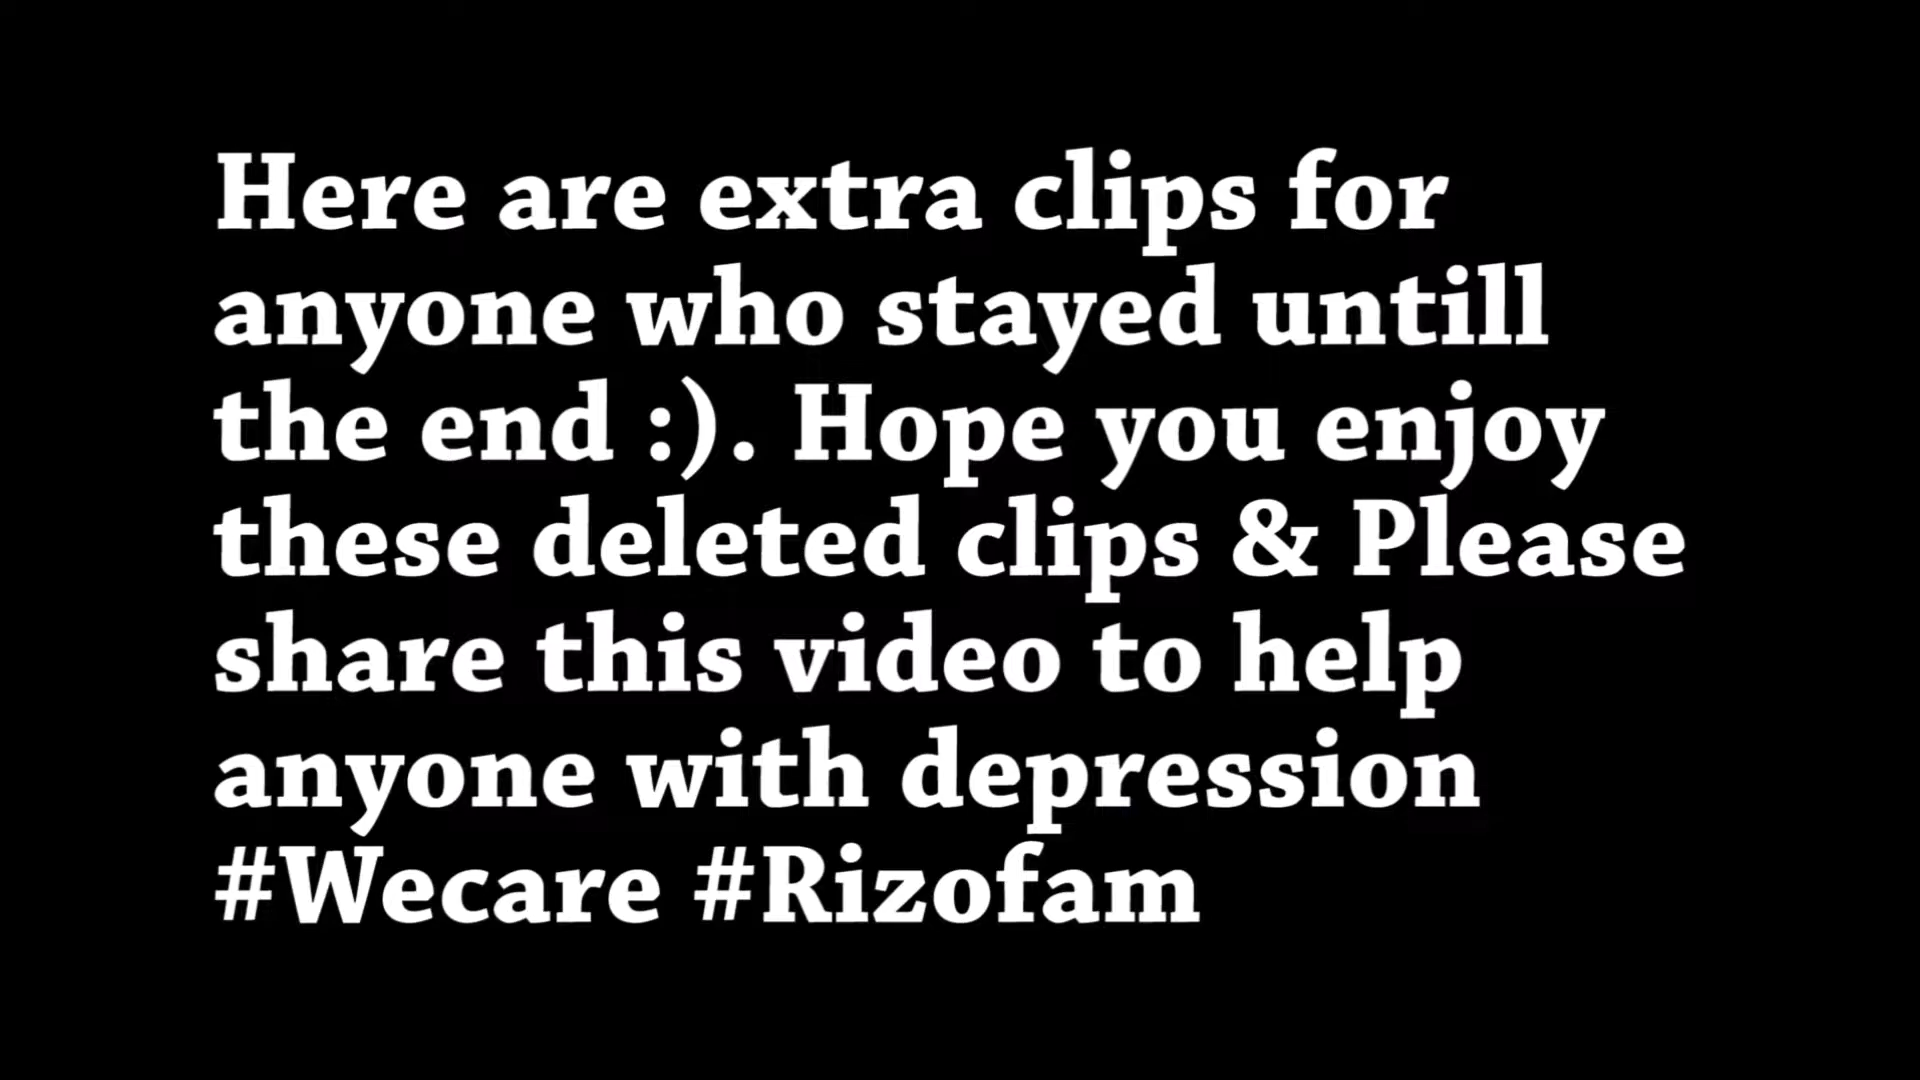 Here are extra clips for
anyone who stayed untill
the end :). Hope you enjoy
these deleted clips & Please
share this video to help
anyone with depression
#Wecare #Rizofam